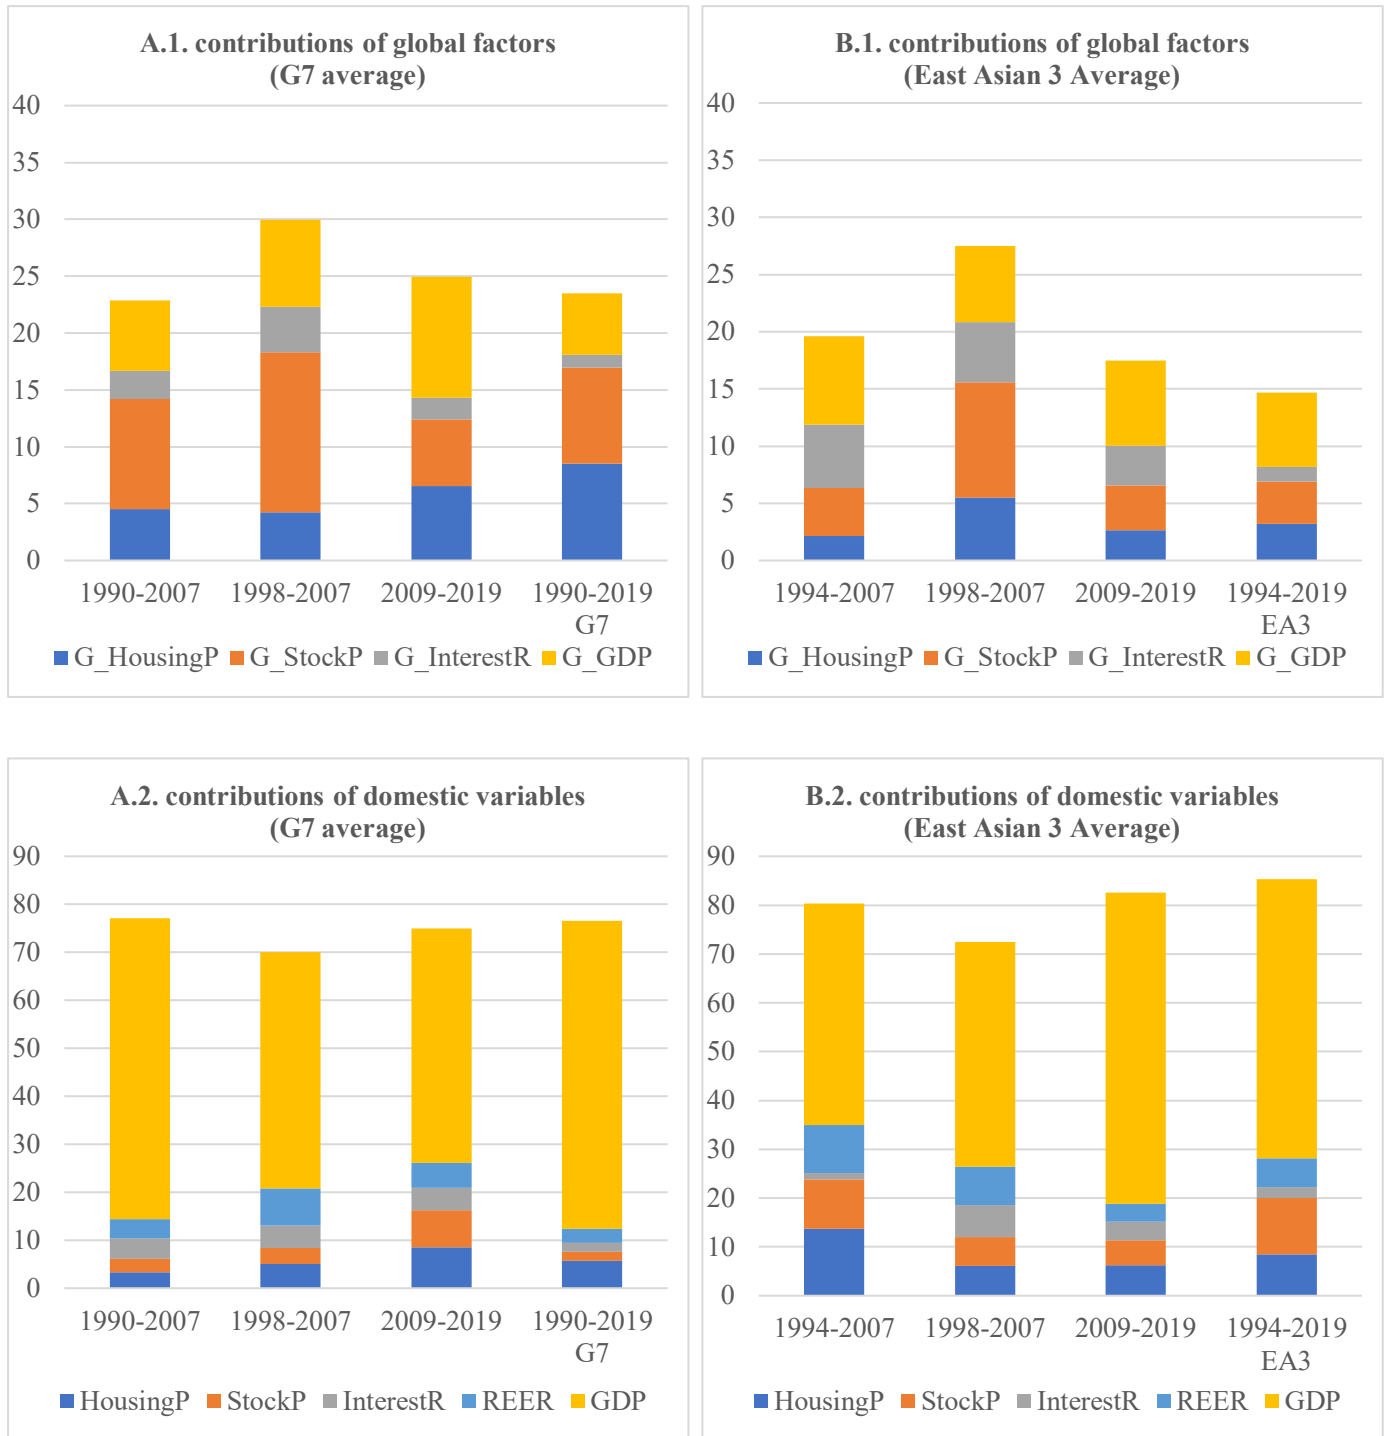 A.1. contributions of global factors
(G7 average)
40
35
30
25
20
15
10
5
0
1990-2007 1998-2007 2009-2019 1990-2019
G7
G_HousingP G_StockP G_InterestR G_GDP
B.1. contributions of global factors
(East Asian 3 Average)
40
35
30
25
20
15
10
5
0
1994-2007 1998-2007 2009-2019 1994-2019
EA3
G_HousingP G_StockP G_InterestR G_GDP
A.2. contributions of domestic variables
(G7 average)
90
80
70
60
50
40
30
20
10
0
1990-2007 1998-2007 2009-2019 1990-2019
G7
HousingP StockP InterestR REER GDP
B.2. contributions of domestic variables
(East Asian 3 Average)
90
80
70
60
50
40
30
20
10
0
1994-2007 1998-2007 2009-2019 1994-2019
EA3
HousingP StockP InterestR REER GDP